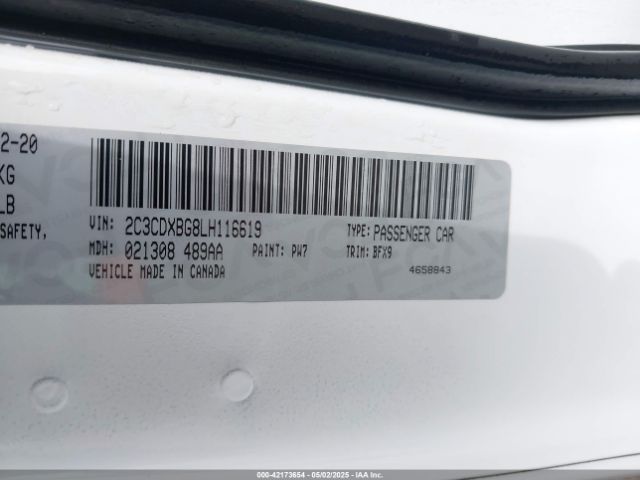 2-20
KG
LB
SAFETY,
VIN: 2C3CDXBG8LH116619 TYPE: PASSENGER CAR
MDH: 021308 489AA PAINT: PW7 TRIM: BFX9
VEHICLE MADE IN CANADA 4658843
000-42173654 - 05/02/2025 - IAA Inc.